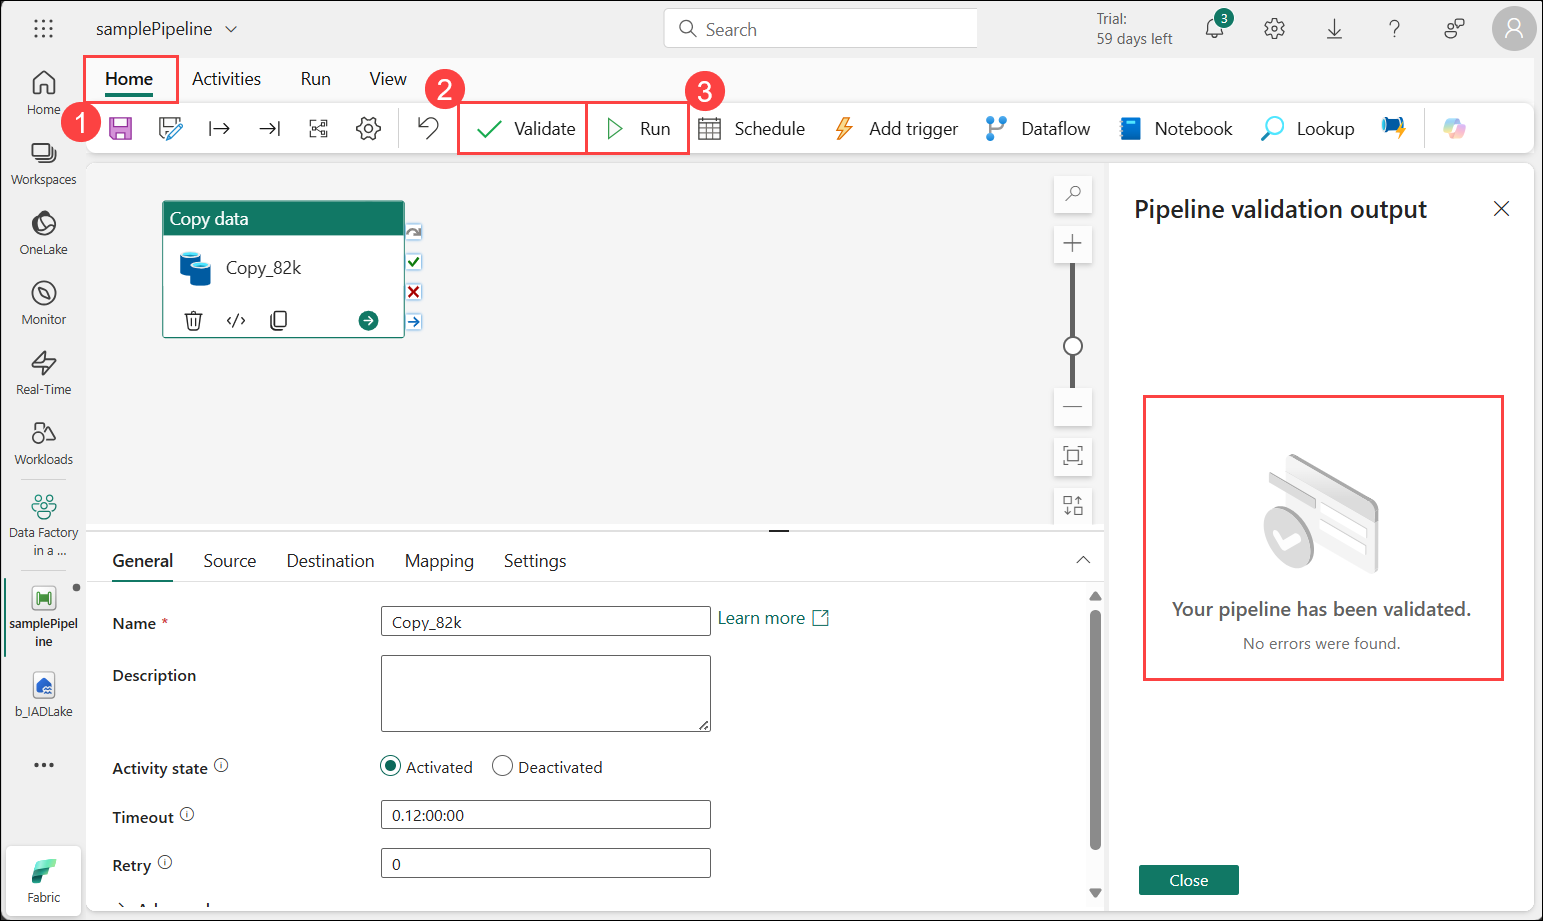 samplePipeline
Search
Trial:
59 days left
3
Home
Activities
Run
View
1
2
3
Validate
Run
Schedule
Add trigger
Dataflow
Notebook
Lookup
Home
Workspaces
OneLake
Monitor
Real-Time
Workloads
Data Factory
in a ...
samplePipel
ine
b_IADLake
Fabric
Copy data
Copy_82k
Pipeline validation output
Your pipeline has been validated.
No errors were found.
Close
General
Source
Destination
Mapping
Settings
Name *
Copy_82k
Learn more
Description
Activity state
Activated
Deactivated
Timeout
0.12:00:00
Retry
0